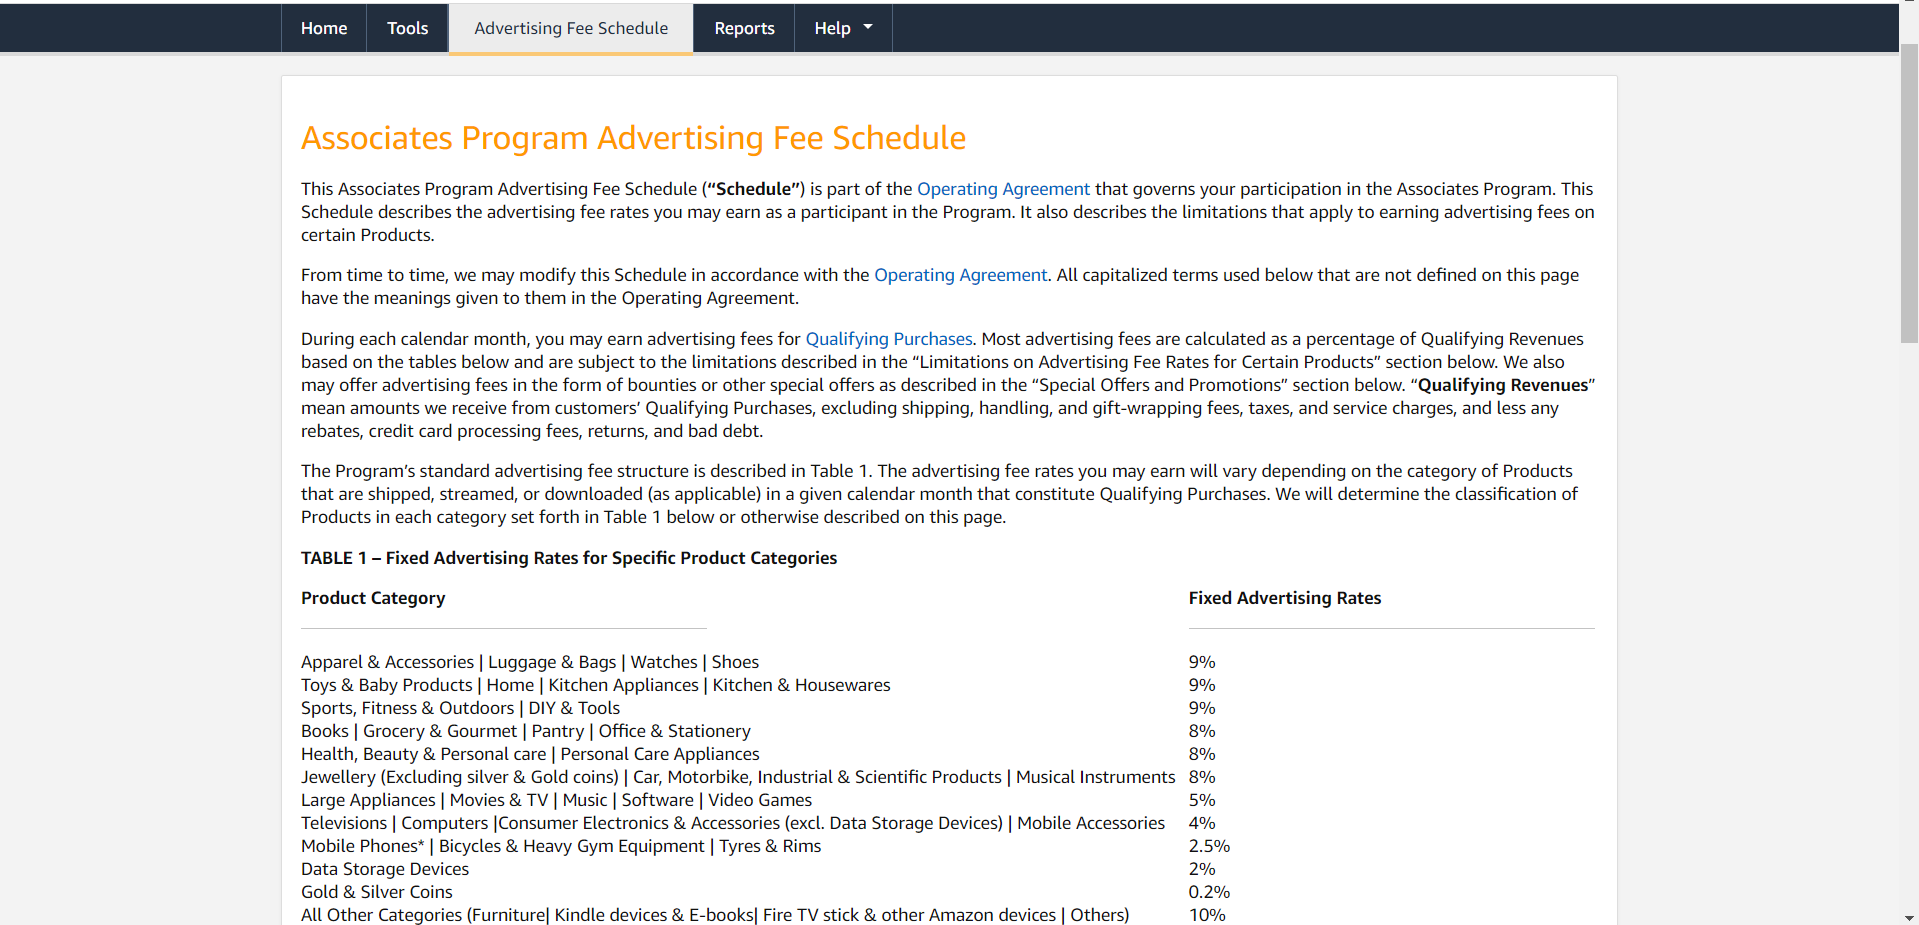 Home Tools Advertising Fee Schedule Reports Help
Associates Program Advertising Fee Schedule
This Associates Program Advertising Fee Schedule (“Schedule”) is part of the Operating Agreement that governs your participation in the Associates Program. This
Schedule describes the advertising fee rates you may earn as a participant in the Program. It also describes the limitations that apply to earning advertising fees on
certain Products.
From time to time, we may modify this Schedule in accordance with the Operating Agreement. All capitalized terms used below that are not defined on this page
have the meanings given to them in the Operating Agreement.
During each calendar month, you may earn advertising fees for Qualifying Purchases. Most advertising fees are calculated as a percentage of Qualifying Revenues
based on the tables below and are subject to the limitations described in the “Limitations on Advertising Fee Rates for Certain Products” section below. We also
may offer advertising fees in the form of bounties or other special offers as described in the “Special Offers and Promotions” section below. “Qualifying Revenues”
mean amounts we receive from customers’ Qualifying Purchases, excluding shipping, handling, and gift-wrapping fees, taxes, and service charges, and less any
rebates, credit card processing fees, returns, and bad debt.
The Program’s standard advertising fee structure is described in Table 1. The advertising fee rates you may earn will vary depending on the category of Products
that are shipped, streamed, or downloaded (as applicable) in a given calendar month that constitute Qualifying Purchases. We will determine the classification of
Products in each category set forth in Table 1 below or otherwise described on this page.
TABLE 1 – Fixed Advertising Rates for Specific Product Categories
Product Category Fixed Advertising Rates
Apparel & Accessories | Luggage & Bags | Watches | Shoes 9%
Toys & Baby Products | Home | Kitchen Appliances | Kitchen & Housewares 9%
Sports, Fitness & Outdoors | DIY & Tools 9%
Books | Grocery & Gourmet | Pantry | Office & Stationery 8%
Health, Beauty & Personal care | Personal Care Appliances 8%
Jewellery (Excluding silver & Gold coins) | Car, Motorbike, Industrial & Scientific Products | Musical Instruments 8%
Large Appliances | Movies & TV | Music | Software | Video Games 5%
Televisions | Computers |Consumer Electronics & Accessories (excl. Data Storage Devices) | Mobile Accessories 4%
Mobile Phones* | Bicycles & Heavy Gym Equipment | Tyres & Rims 2.5%
Data Storage Devices 2%
Gold & Silver Coins 0.2%
All Other Categories (Furniture| Kindle devices & E-books| Fire TV stick & other Amazon devices | Others) 10%